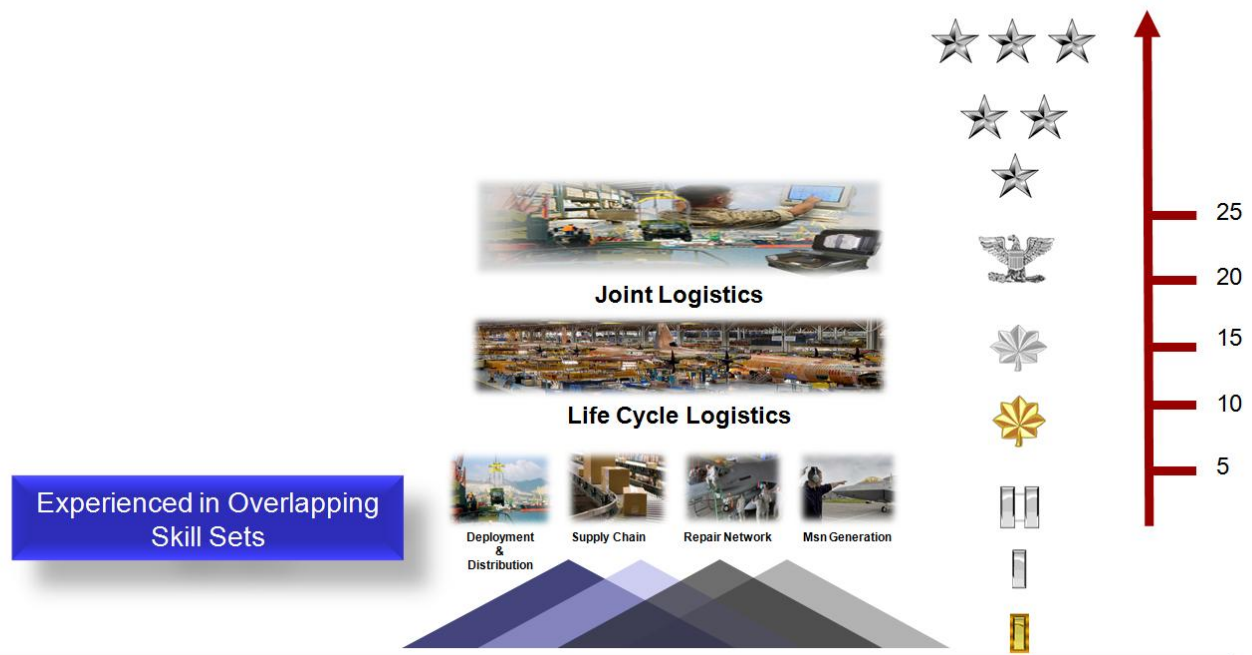 25
Joint Logistics
20
15
Life Cycle Logistics
10
5
Experienced in Overlapping
Skill Sets
Deployment
&
Distribution
Supply Chain
Repair Network
Msn Generation